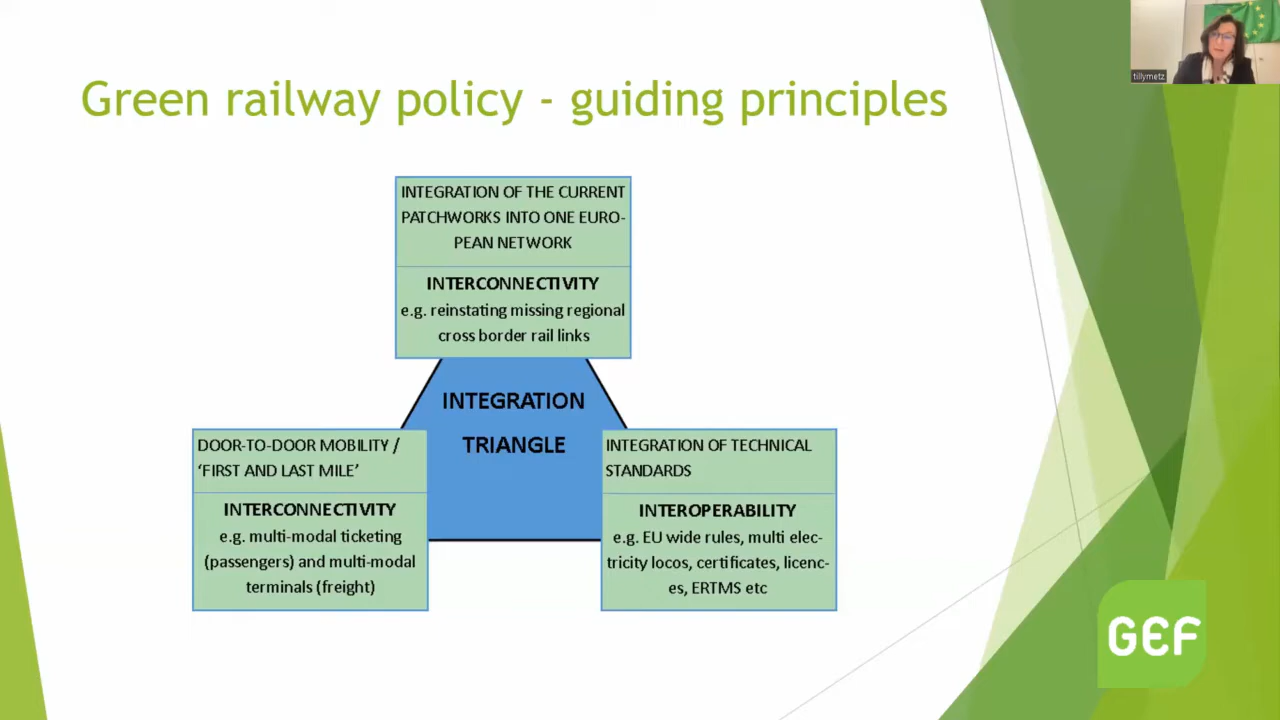 tillymetz
Green railway policy - guiding principles
INTEGRATION OF THE CURRENT
PATCHWORKS INTO ONE EURO-
PEAN NETWORK
INTERCONNECTIVITY
e.g. reinstating missing regional
cross border rail links
INTEGRATION
TRIANGLE
DOOR-TO-DOOR MOBILITY /
‘FIRST AND LAST MILE’
INTERCONNECTIVITY
e.g. multi-modal ticketing
(passengers) and multi-modal
terminals (freight)
INTEGRATION OF TECHNICAL
STANDARDS
INTEROPERABILITY
e.g. EU wide rules, multi elec-
tricity locos, certificates, licenc-
es, ERTMS etc
GEF